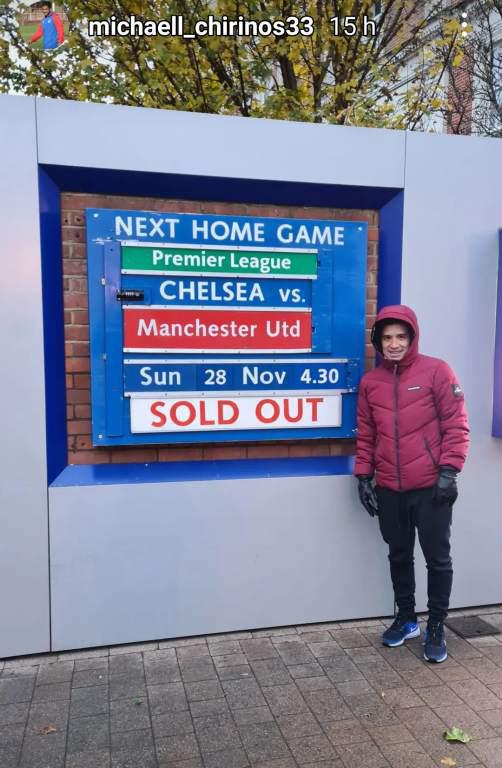 michaell_chirinos33 15 h
NEXT HOME GAME
Premier League
CHELSEA VS.
Manchester Utd
Sun 28 Nov 4.30
SOLD OUT